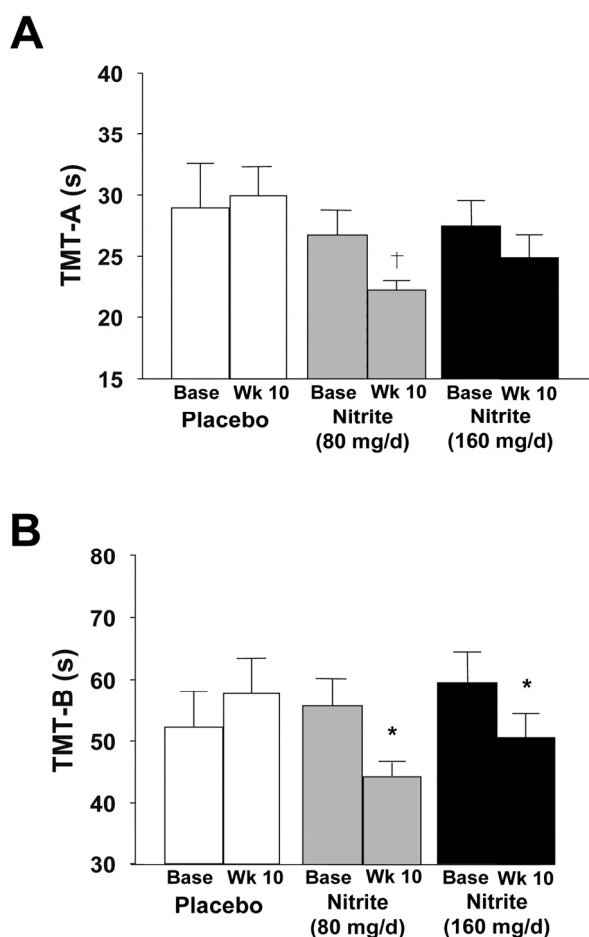 A
TMT-A (s)
40
35
30
25
20
15
†
Base Wk 10 Base Wk 10 Base Wk 10
Placebo Nitrite Nitrite
(80 mg/d) (160 mg/d)
B
TMT-B (s)
80
70
60
50
40
30
* *
Base Wk 10 Base Wk 10 Base Wk 10
Placebo Nitrite Nitrite
(80 mg/d) (160 mg/d)